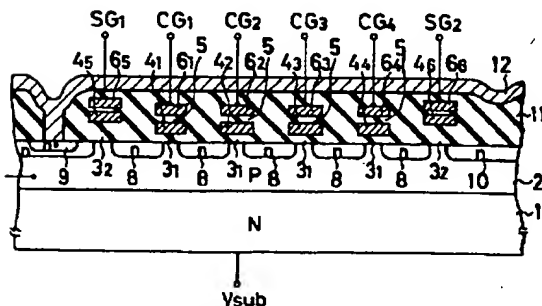 SG₁ CG₁ CG₂ CG₃ CG₄ SG₂
4₅ 6₅ 4₁ 6₁ 5 4₂ 6₂ 5 4₃ 6₃ 5 4₄ 6₄ 5 4₆ 6₆ 12
11
n n⁺ n n n n n n
9 3₂ 8 3₁ 8 3₁ 8 3₁ 8 3₁ 8 3₂ 10 2
P
1
N
Vsub